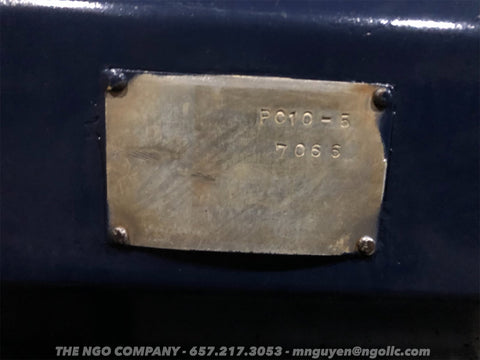 PC10-5
7066
THE NGO COMPANY - 657.217.3053 - mnguyen@ngollc.com